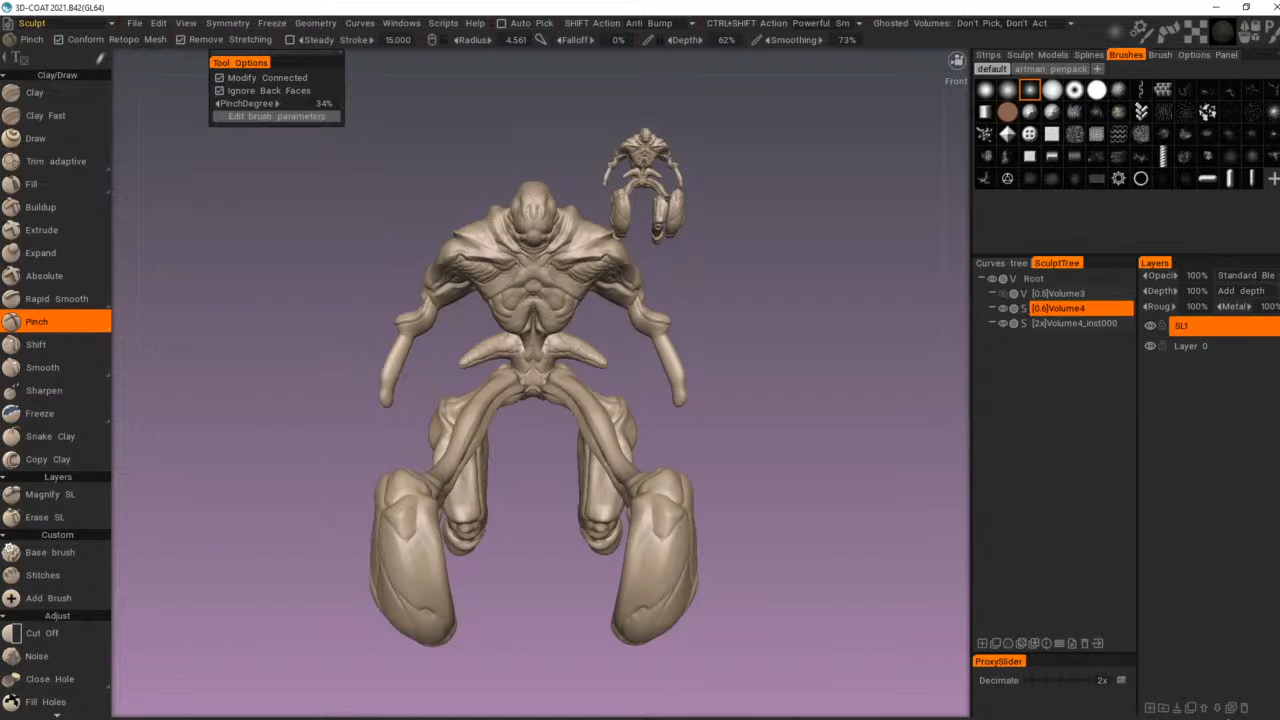 3D-COAT 2021.B42(GL64)
Sculpt File Edit View Symmetry Freeze Geometry Curves Windows Scripts Help Auto Pick SHIFT Action Anti Bump CTRL+SHIFT Action Powerful Sm Ghosted Volumes: Don't Pick, Don't Act
Pinch Conform Retopo Mesh Remove Stretching Steady Stroke 15.000 Radius 4.561 Falloff 0% Depth 62% Smoothing 73%
Clay/Draw
Clay
Clay Fast
Draw
Trim adaptive
Fill
Buildup
Extrude
Expand
Absolute
Rapid Smooth
Pinch
Shift
Smooth
Sharpen
Freeze
Snake Clay
Copy Clay
Layers
Magnify SL
Erase SL
Custom
Base brush
Stitches
Add Brush
Adjust
Cut Off
Noise
Close Hole
Fill Holes
Tool Options
Modify Connected
Ignore Back Faces
PinchDegree 34%
Edit brush parameters
Front
Strips Sculpt Models Splines Brushes Brush Options Panel
default artman penpack +
Curves tree SculptTree
V Root
V [0.5]Volume3
S [0.6]Volume4
S [2x]Volume4_inst000
Layers
Opaci 100% Standard Ble
Depth 100% Add depth
Roug 100% Metal 100%
SL1
Layer 0
ProxySlider
Decimate 2x